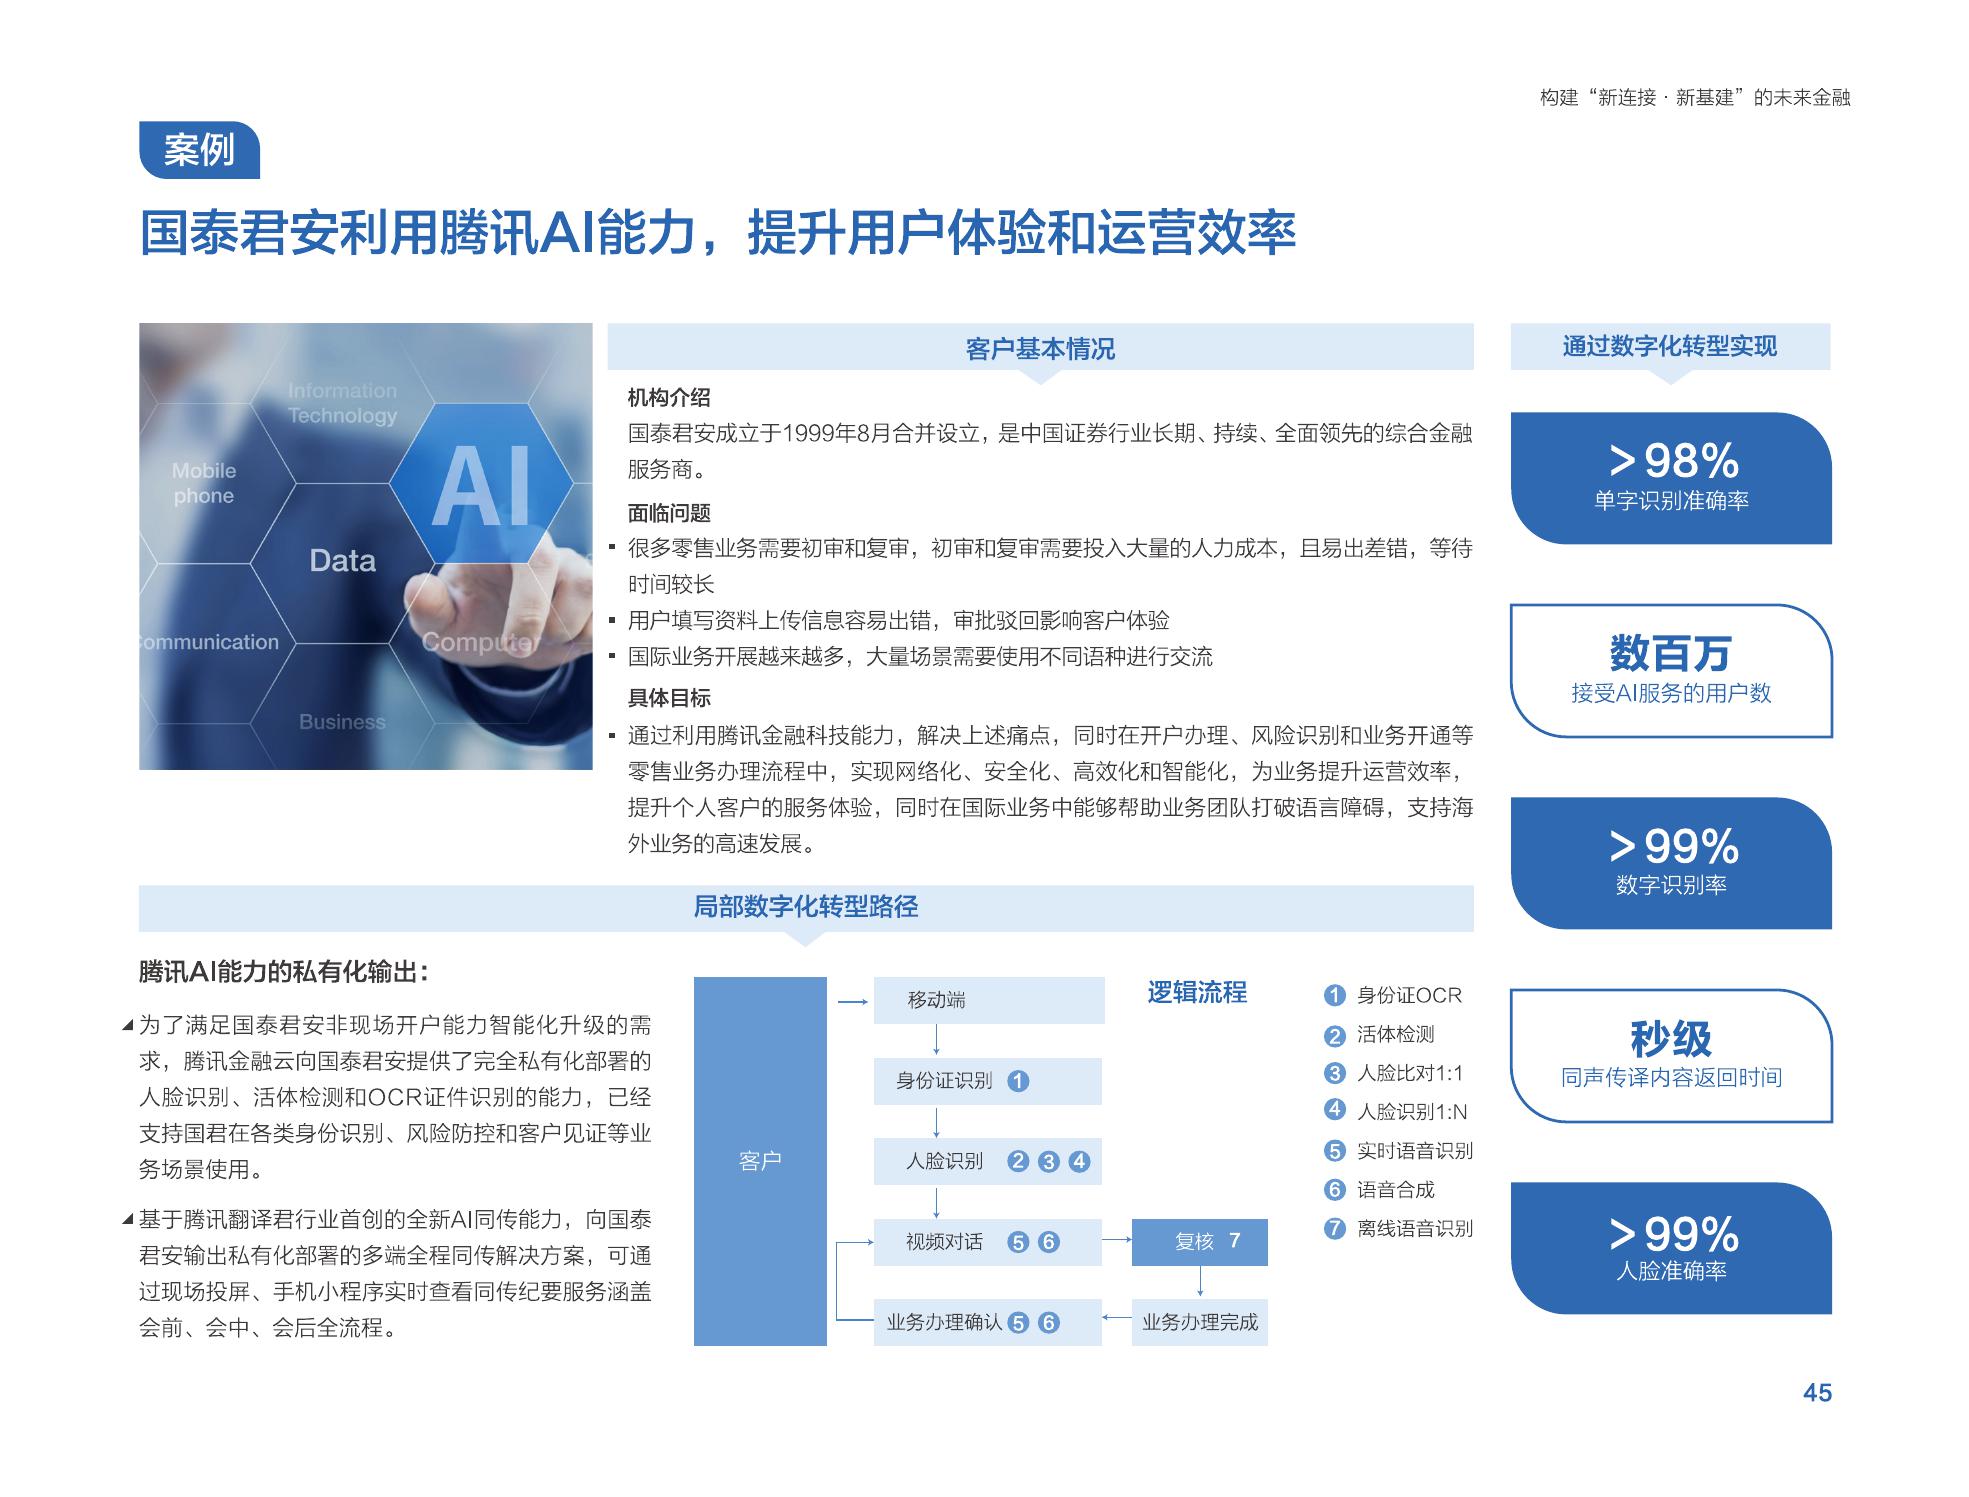 构建“新连接·新基建”的未来金融
案例
国泰君安利用腾讯AI能力，提升用户体验和运营效率
Information
Technology
AI
Mobile
phone
Data
ommunication
Computer
Business
客户基本情况
机构介绍
国泰君安成立于1999年8月合并设立，是中国证券行业长期、持续、全面领先的综合金融
服务商。
面临问题
▪ 很多零售业务需要初审和复审，初审和复审需要投入大量的人力成本，且易出差错，等待
时间较长
▪ 用户填写资料上传信息容易出错，审批驳回影响客户体验
▪ 国际业务开展越来越多，大量场景需要使用不同语种进行交流
具体目标
▪ 通过利用腾讯金融科技能力，解决上述痛点，同时在开户办理、风险识别和业务开通等
零售业务办理流程中，实现网络化、安全化、高效化和智能化，为业务提升运营效率，
提升个人客户的服务体验，同时在国际业务中能够帮助业务团队打破语言障碍，支持海
外业务的高速发展。
通过数字化转型实现
>98%
单字识别准确率
数百万
接受AI服务的用户数
>99%
数字识别率
秒级
同声传译内容返回时间
>99%
人脸准确率
局部数字化转型路径
腾讯AI能力的私有化输出：
为了满足国泰君安非现场开户能力智能化升级的需
求，腾讯金融云向国泰君安提供了完全私有化部署的
人脸识别、活体检测和OCR证件识别的能力，已经
支持国君在各类身份识别、风险防控和客户见证等业
务场景使用。
基于腾讯翻译君行业首创的全新AI同传能力，向国泰
君安输出私有化部署的多端全程同传解决方案，可通
过现场投屏、手机小程序实时查看同传纪要服务涵盖
会前、会中、会后全流程。
客户
移动端
身份证识别 1
人脸识别 2 3 4
视频对话 5 6
复核 7
业务办理确认 5 6
业务办理完成
逻辑流程
1 身份证OCR
2 活体检测
3 人脸比对1:1
4 人脸识别1:N
5 实时语音识别
6 语音合成
7 离线语音识别
45